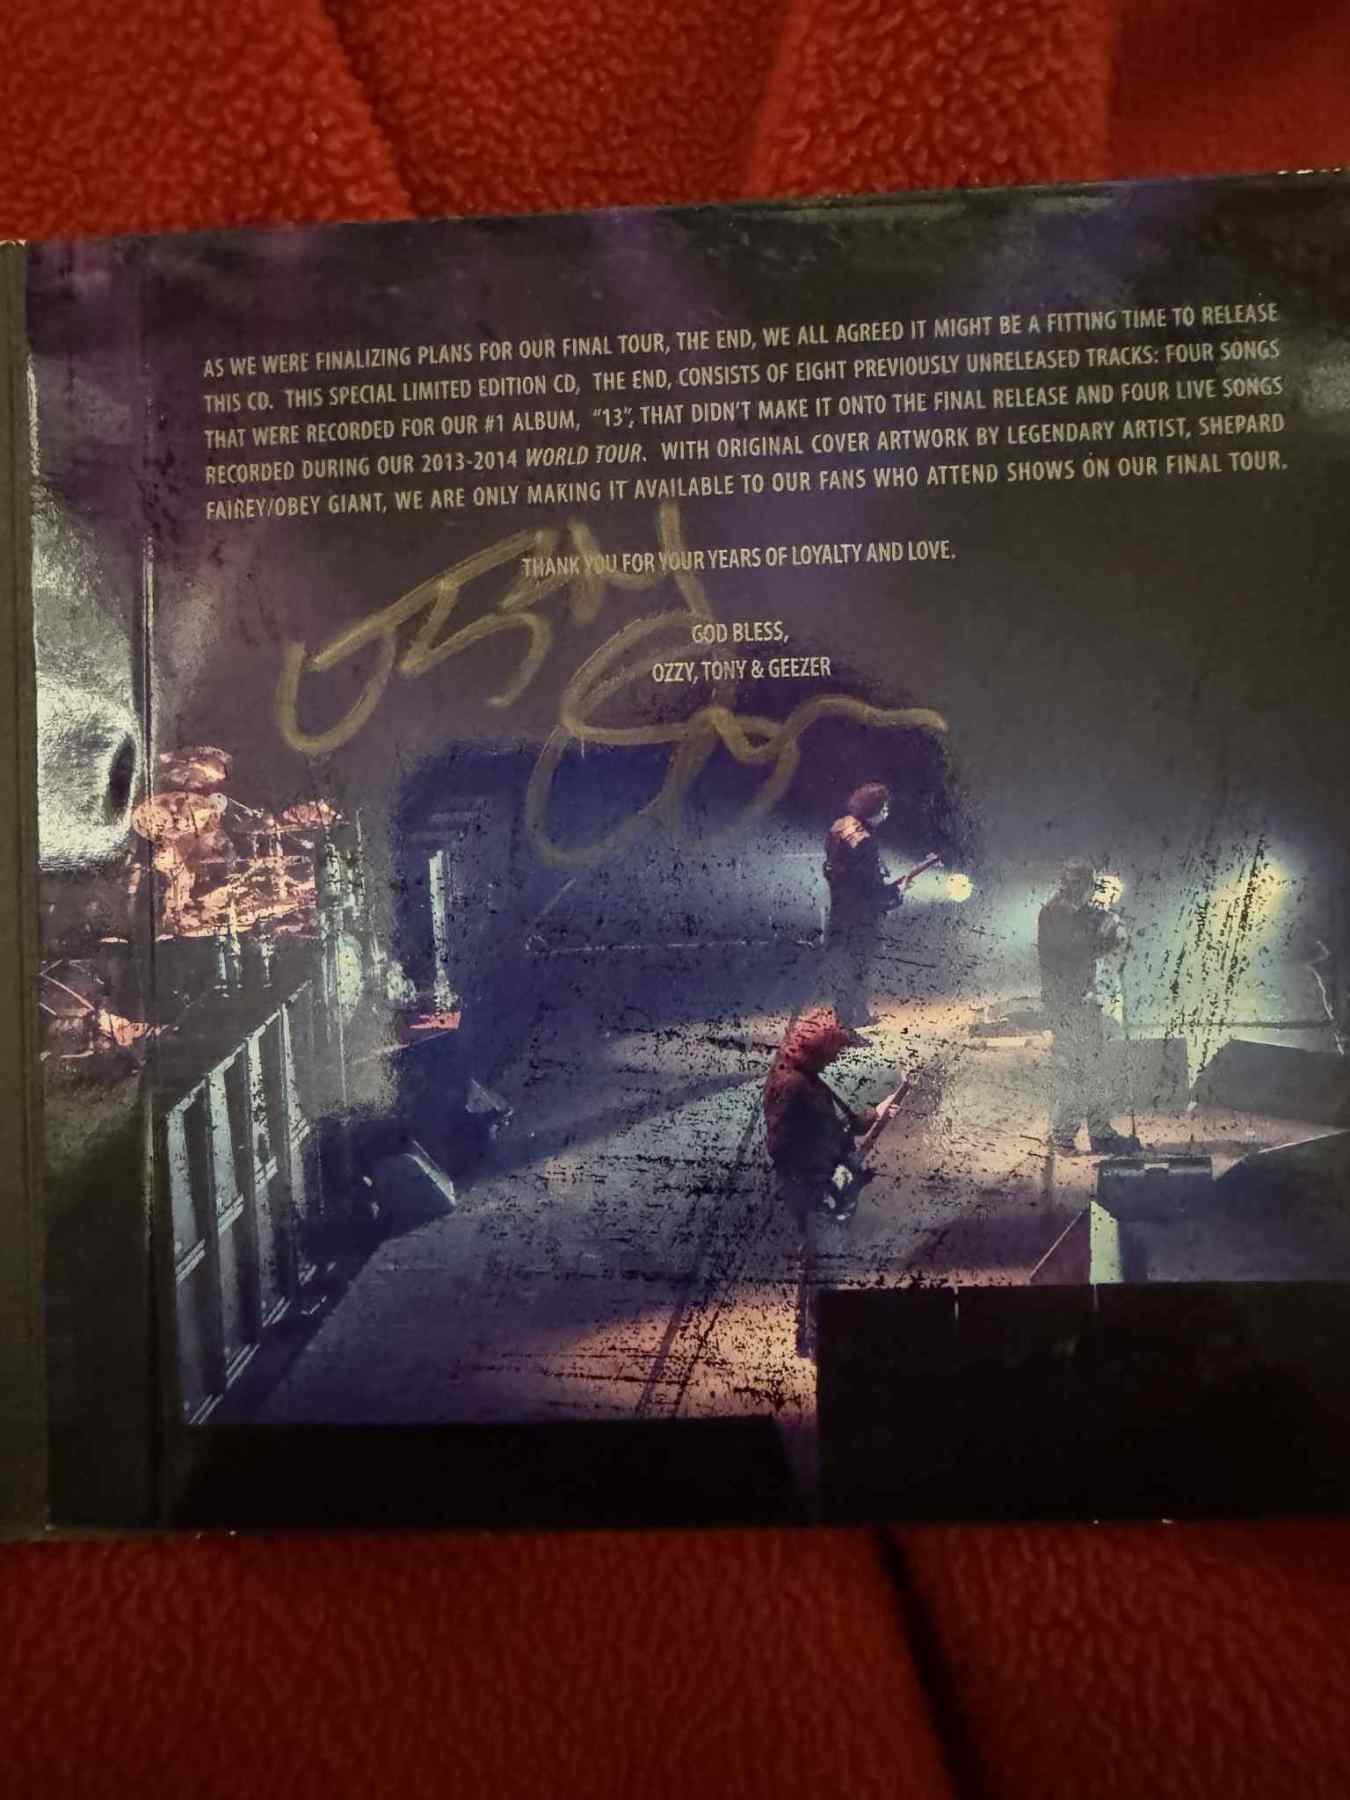 AS WE WERE FINALIZING PLANS FOR OUR FINAL TOUR, THE END, WE ALL AGREED IT MIGHT BE A FITTING TIME TO RELEASE
THIS CD. THIS SPECIAL LIMITED EDITION CD, THE END, CONSISTS OF EIGHT PREVIOUSLY UNRELEASED TRACKS: FOUR SONGS
THAT WERE RECORDED FOR OUR #1 ALBUM, "13", THAT DIDN'T MAKE IT ONTO THE FINAL RELEASE AND FOUR LIVE SONGS
RECORDED DURING OUR 2013-2014 WORLD TOUR. WITH ORIGINAL COVER ARTWORK BY LEGENDARY ARTIST, SHEPARD
FAIREY/OBEY GIANT, WE ARE ONLY MAKING IT AVAILABLE TO OUR FANS WHO ATTEND SHOWS ON OUR FINAL TOUR.
THANK YOU FOR YOUR YEARS OF LOYALTY AND LOVE.
GOD BLESS,
OZZY, TONY & GEEZER